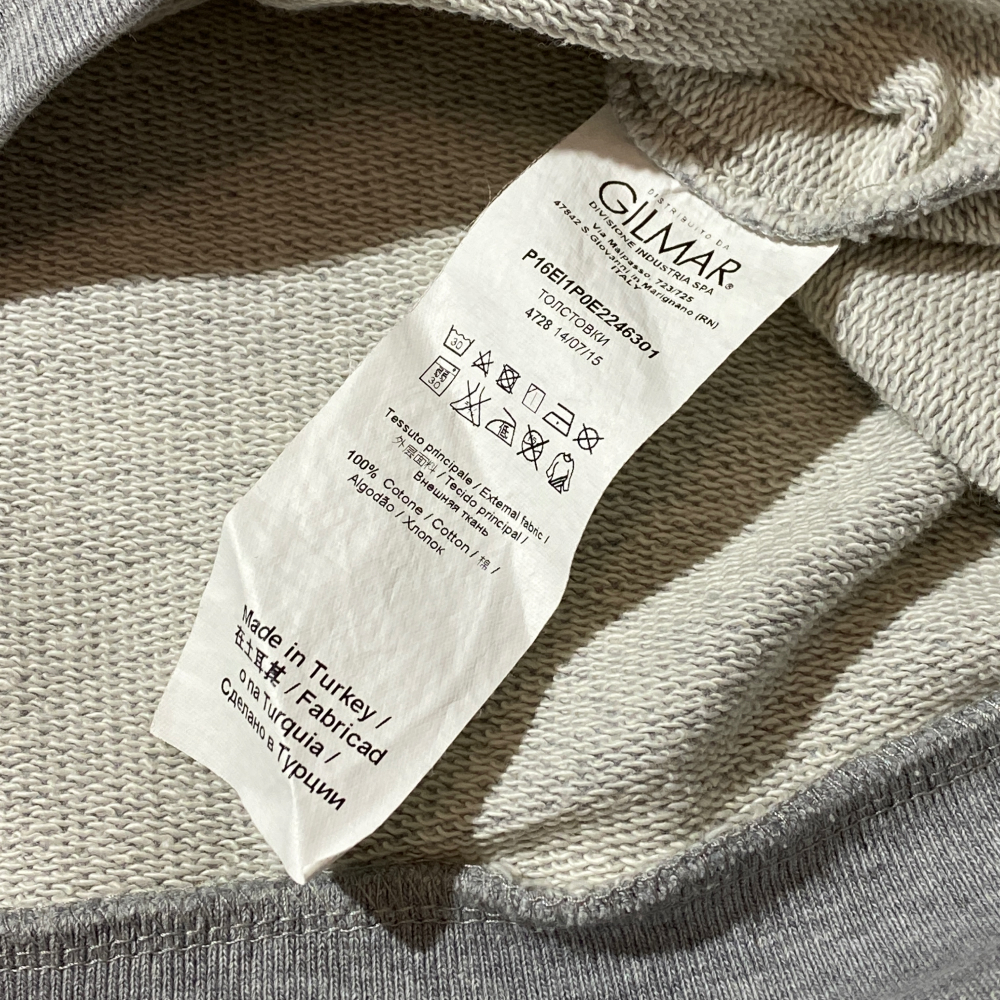 DISTRIBUITO DA
GILMAR®
DIVISIONE INDUSTRIA SPA
Via Malpasso, 723/725
47842 S Giovanni in Marignano (RN)
ITALY
P16EI1P0E2246301
ТОЛСТОВКИ
4728 14/07/15
30
30
Tessuto principale / External fabric /
外层面料 / Tecido principal /
Внешняя ткань
100% Cotone / Cotton / 棉 /
Algodão / Хлопок
Made in Turkey /
在土耳其 / Fabricad
o na Turquia /
Сделано в Турции